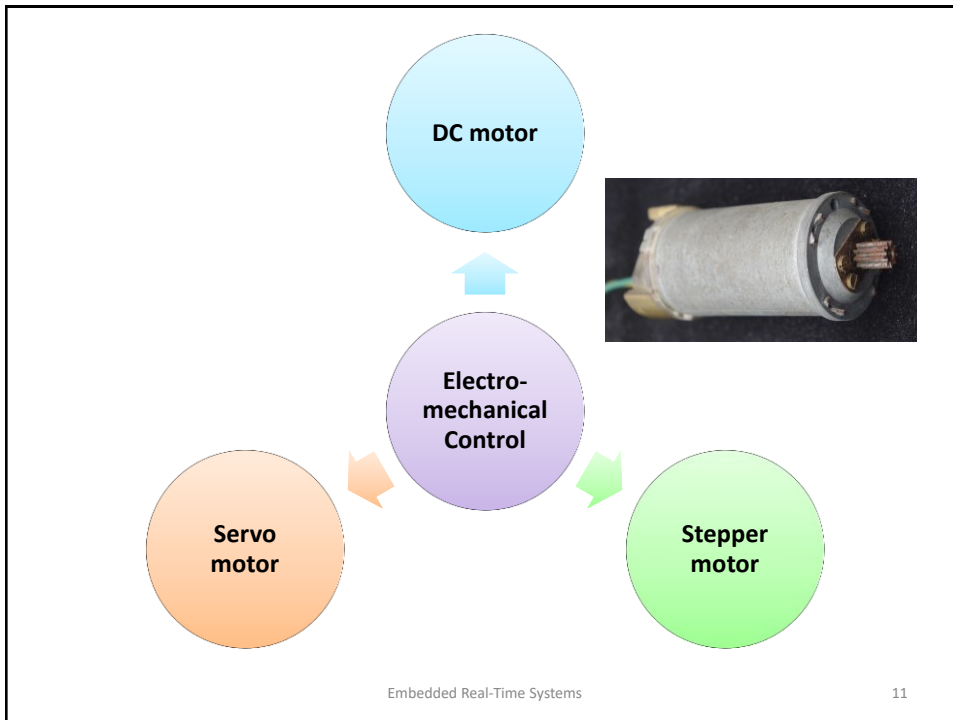 DC motor
Electro-
mechanical
Control
Servo
motor
Stepper
motor
Embedded Real-Time Systems
11